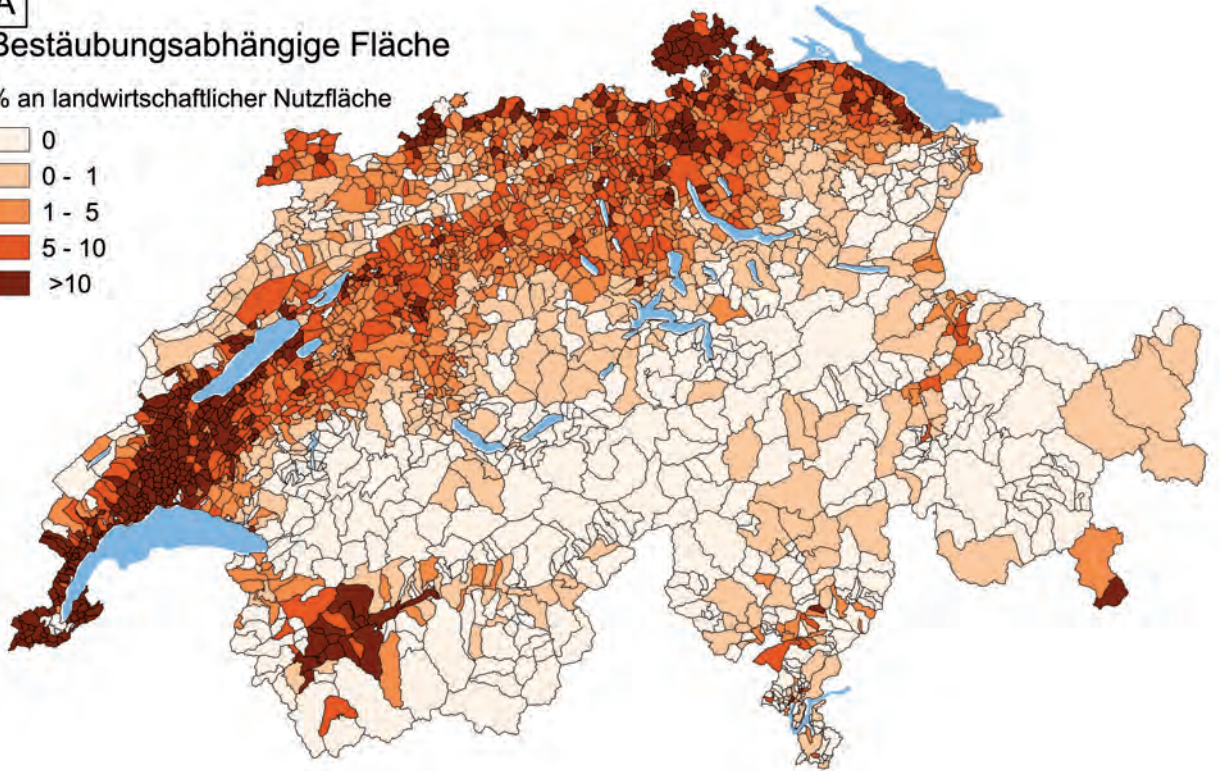 A
Bestäubungsabhängige Fläche
% an landwirtschaftlicher Nutzfläche
0
0 - 1
1 - 5
5 - 10
>10